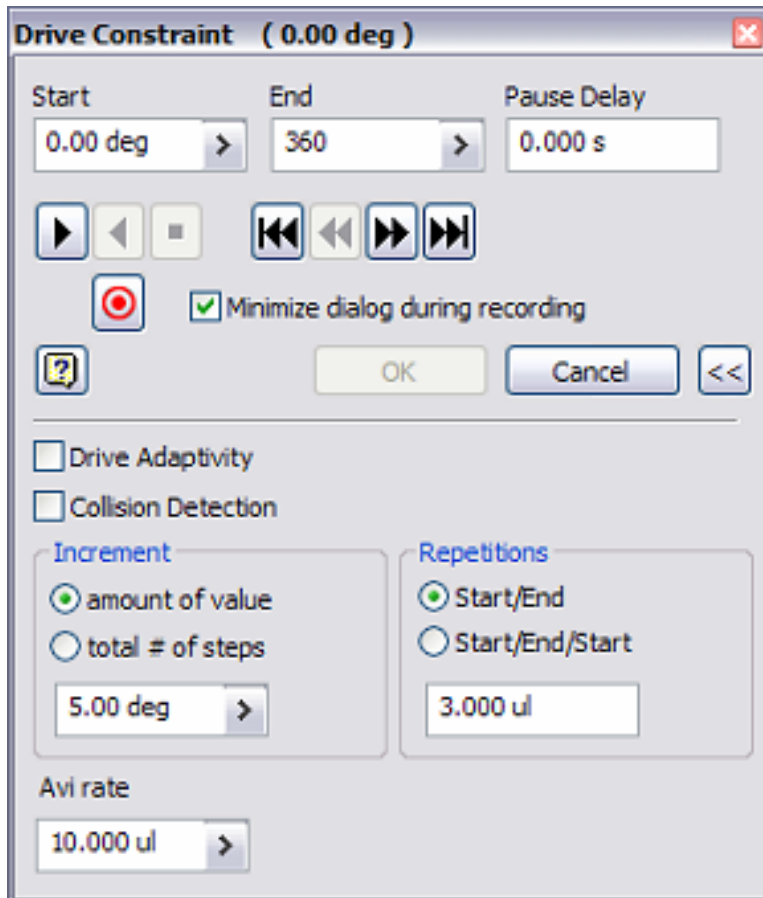 Drive Constraint ( 0.00 deg )
Start End Pause Delay
0.00 deg > 360 > 0.000 s
Minimize dialog during recording
? OK Cancel <<
Drive Adaptivity
Collision Detection
Increment Repetitions
amount of value Start/End
total # of steps Start/End/Start
5.00 deg > 3.000 ul
Avi rate
10.000 ul >